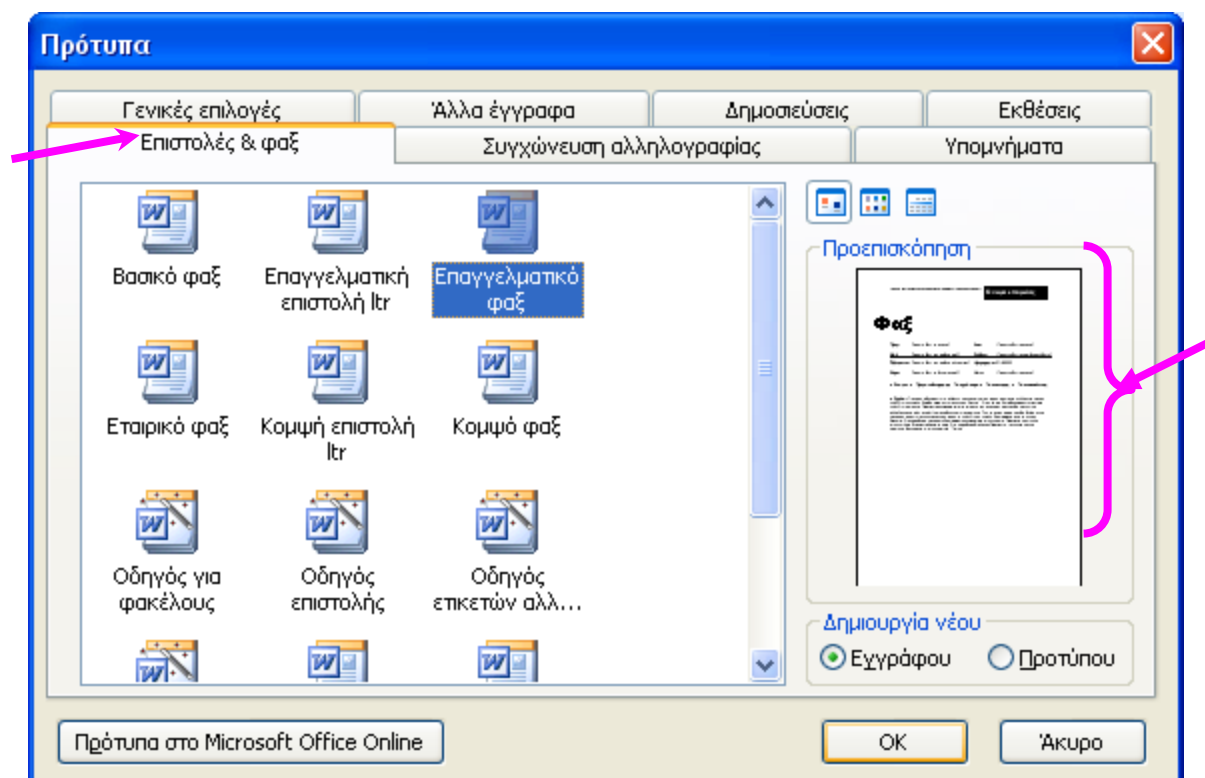 Πρότυπα
Γενικές επιλογές
Άλλα έγγραφα
Δημοσιεύσεις
Εκθέσεις
Επιστολές & φαξ
Συγχώνευση αλληλογραφίας
Υπομνήματα
Βασικό φαξ
Επαγγελματική
επιστολή ltr
Επαγγελματικό
φαξ
Εταιρικό φαξ
Κομψή επιστολή
ltr
Κομψό φαξ
Οδηγός για
φακέλους
Οδηγός
επιστολής
Οδηγός
ετικετών αλλ...
Προεπισκόπηση
Φαξ
Δημιουργία νέου
Εγγράφου
Προτύπου
Πρότυπα στο Microsoft Office Online
OK
Άκυρο